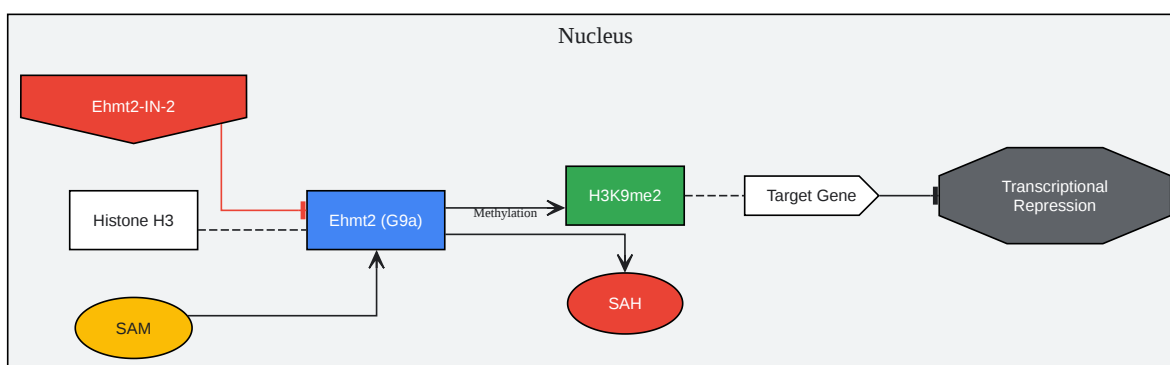 Nucleus
Ehmt2-IN-2
Histone H3
Ehmt2 (G9a)
Methylation
H3K9me2
Target Gene
Transcriptional
Repression
SAM
SAH